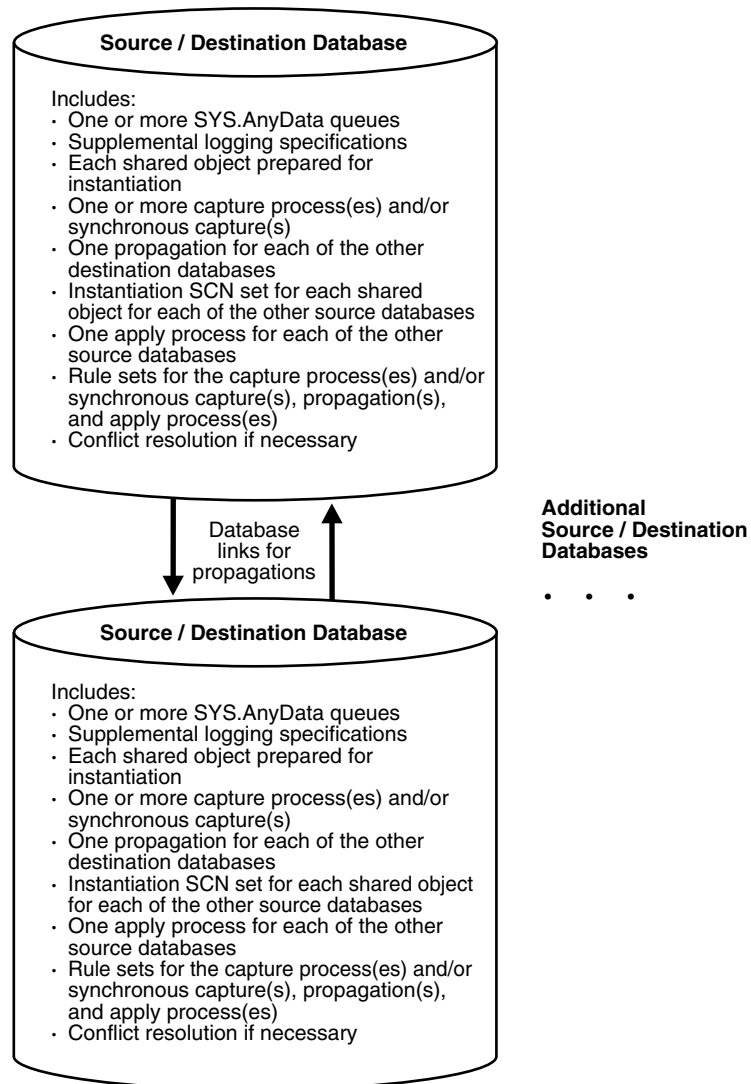 Source / Destination Database
Includes:
· One or more SYS.AnyData queues
· Supplemental logging specifications
· Each shared object prepared for
instantiation
· One or more capture process(es) and/or
synchronous capture(s)
· One propagation for each of the other
destination databases
· Instantiation SCN set for each shared
object for each of the other source databases
· One apply process for each of the other
source databases
· Rule sets for the capture process(es) and/or
synchronous capture(s), propagation(s),
and apply process(es)
· Conflict resolution if necessary
Database
links for
propagations
Additional
Source / Destination
Databases
. . .
Source / Destination Database
Includes:
· One or more SYS.AnyData queues
· Supplemental logging specifications
· Each shared object prepared for
instantiation
· One or more capture process(es) and/or
synchronous capture(s)
· One propagation for each of the other
destination databases
· Instantiation SCN set for each shared object
for each of the other source databases
· One apply process for each of the other
source databases
· Rule sets for the capture process(es) and/or
synchronous capture(s), propagation(s),
and apply process(es)
· Conflict resolution if necessary